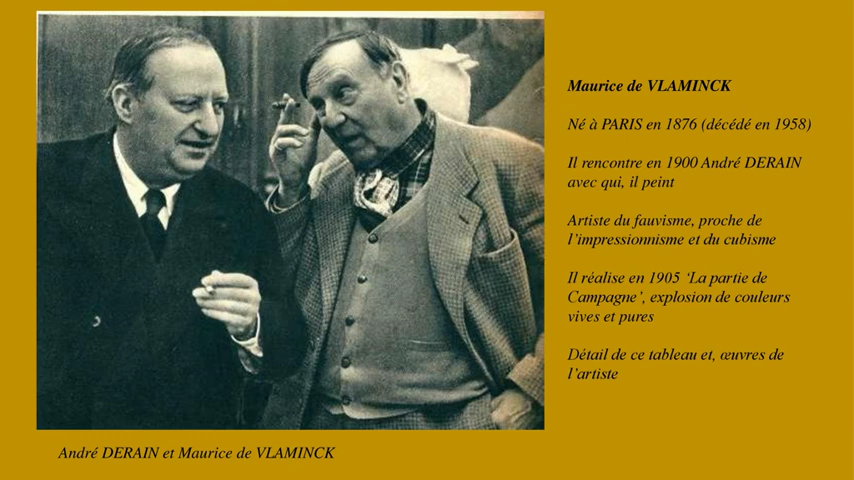 Maurice de VLAMINCK
Né à PARIS en 1876 (décédé en 1958)
Il rencontre en 1900 André DERAIN
avec qui, il peint
Artiste du fauvisme, proche de
l’impressionnisme et du cubisme
Il réalise en 1905 ‘La partie de
Campagne’, explosion de couleurs
vives et pures
Détail de ce tableau et, œuvres de
l’artiste
André DERAIN et Maurice de VLAMINCK